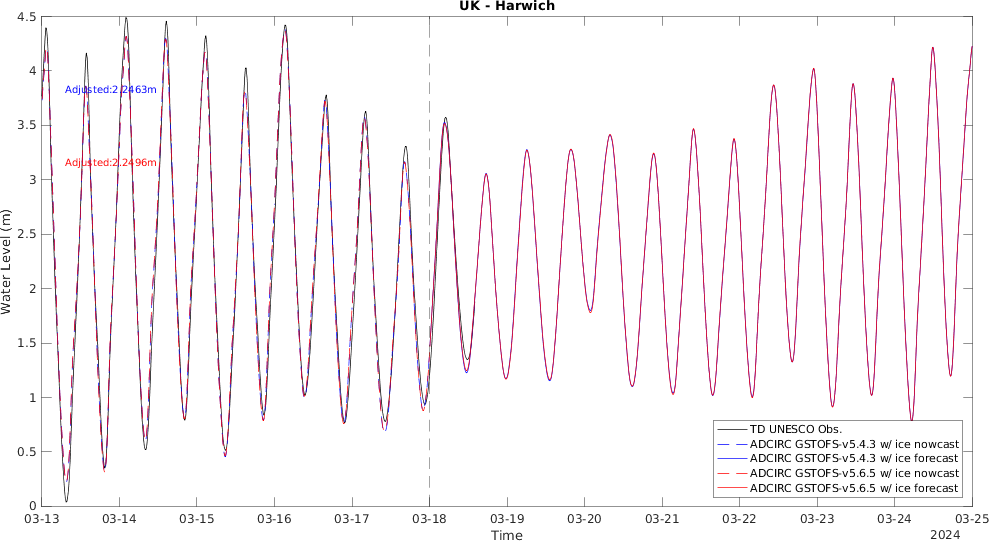 UK - Harwich
4.5
4
3.5
3
2.5
2
1.5
1
0.5
0
Water Level (m)
Adjusted:2.2463m
Adjusted:2.2496m
TD UNESCO Obs.
ADCIRC GSTOFS-v5.4.3 w/ ice nowcast
ADCIRC GSTOFS-v5.4.3 w/ ice forecast
ADCIRC GSTOFS-v5.6.5 w/ ice nowcast
ADCIRC GSTOFS-v5.6.5 w/ ice forecast
03-13 03-14 03-15 03-16 03-17 03-18 03-19 03-20 03-21 03-22 03-23 03-24 03-25
Time
2024